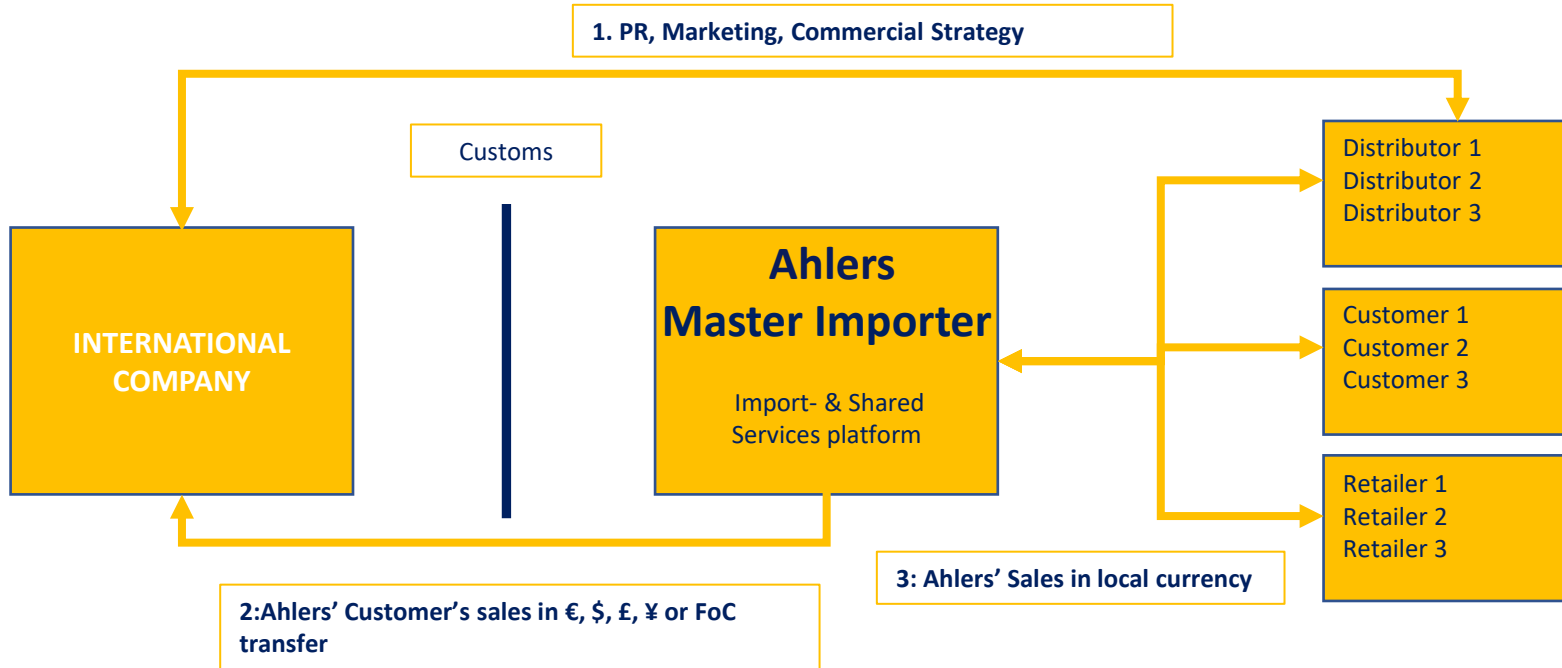 1. PR, Marketing, Commercial Strategy
Customs
INTERNATIONAL
COMPANY
Ahlers
Master Importer
Import- & Shared
Services platform
Distributor 1
Distributor 2
Distributor 3
Customer 1
Customer 2
Customer 3
Retailer 1
Retailer 2
Retailer 3
2:Ahlers’ Customer’s sales in €, $, £, ¥ or FoC
transfer
3: Ahlers’ Sales in local currency